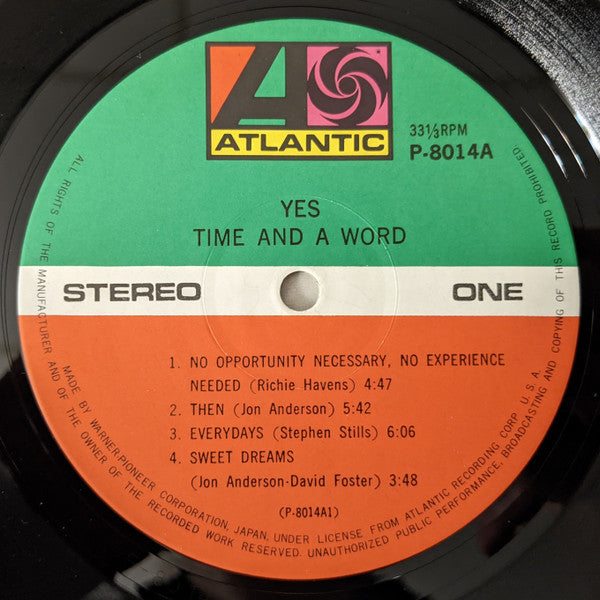 ATLANTIC
33⅓ RPM
P-8014A
YES
TIME AND A WORD
STEREO
ONE
1. NO OPPORTUNITY NECESSARY, NO EXPERIENCE
NEEDED (Richie Havens) 4:47
2. THEN (Jon Anderson) 5:42
3. EVERYDAYS (Stephen Stills) 6:06
4. SWEET DREAMS
(Jon Anderson-David Foster) 3:48
(P-8014A1)
MADE BY WARNER-PIONEER CORPORATION, JAPAN, UNDER LICENSE FROM ATLANTIC RECORDING CORP. U.S.A.
ALL RIGHTS OF THE MANUFACTURER AND OF THE OWNER OF THE RECORDED WORK RESERVED. UNAUTHORIZED PUBLIC PERFORMANCE, BROADCASTING AND COPYING OF THIS RECORD PROHIBITED